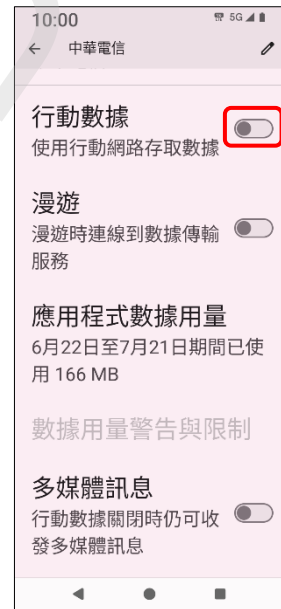 10:00 5G
中華電信
行動數據
使用行動網路存取數據
漫遊
漫遊時連線到數據傳輸
服務
應用程式數據用量
6月22日至7月21日期間已使
用 166 MB
數據用量警告與限制
多媒體訊息
行動數據關閉時仍可收
發多媒體訊息